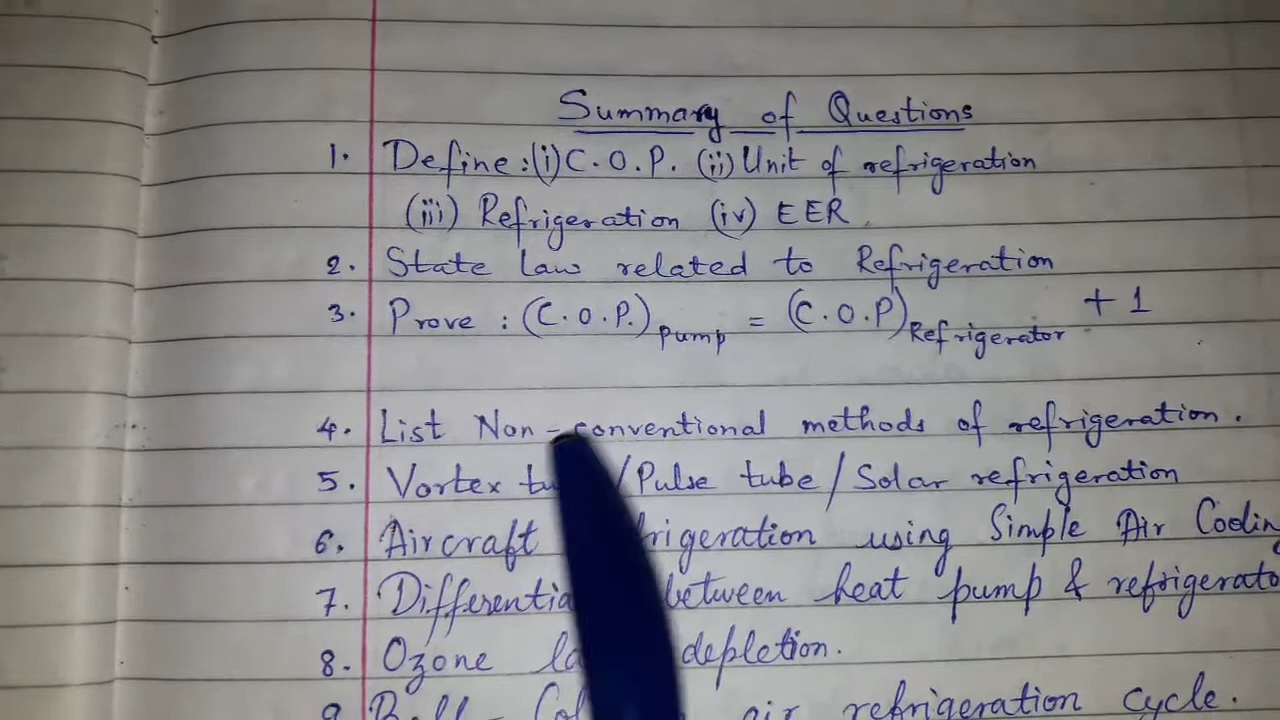 Summary of Questions
1. Define :(i) C.O.P. (ii) Unit of refrigeration
(iii) Refrigeration (iv) EER
2. State law related to Refrigeration
3. Prove : (C.O.P.)Pump = (C.O.P)Refrigerator + 1
4. List Non-conventional methods of refrigeration.
5. Vortex /Pulse tube/Solar refrigeration
6. Aircraft using Simple Air
7. between heat pump &
8. Ozone depletion.
9. air refrigeration cycle.